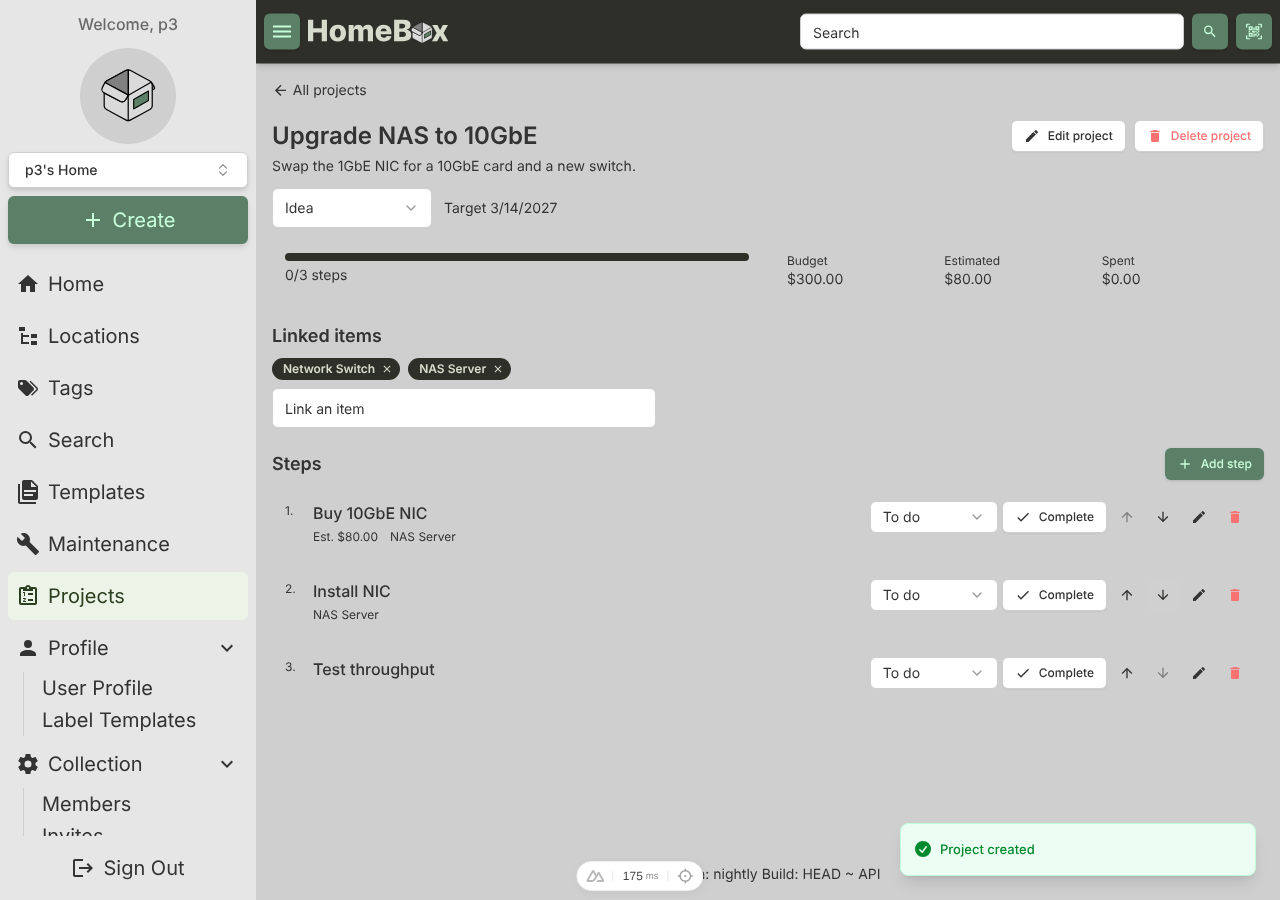 Welcome, p3
p3's Home
Create
Home
Locations
Tags
Search
Templates
Maintenance
Projects
Profile
User Profile
Label Templates
Collection
Members
Invites
Sign Out
HomeBox
Search
All projects
Upgrade NAS to 10GbE
Edit project
Delete project
Swap the 1GbE NIC for a 10GbE card and a new switch.
Idea
Target 3/14/2027
0/3 steps
Budget
$300.00
Estimated
$80.00
Spent
$0.00
Linked items
Network Switch
NAS Server
Link an item
Steps
Add step
1.
Buy 10GbE NIC
Est. $80.00 NAS Server
To do
Complete
2.
Install NIC
NAS Server
To do
Complete
3.
Test throughput
To do
Complete
Project created
175 ms
nightly Build: HEAD ~ API